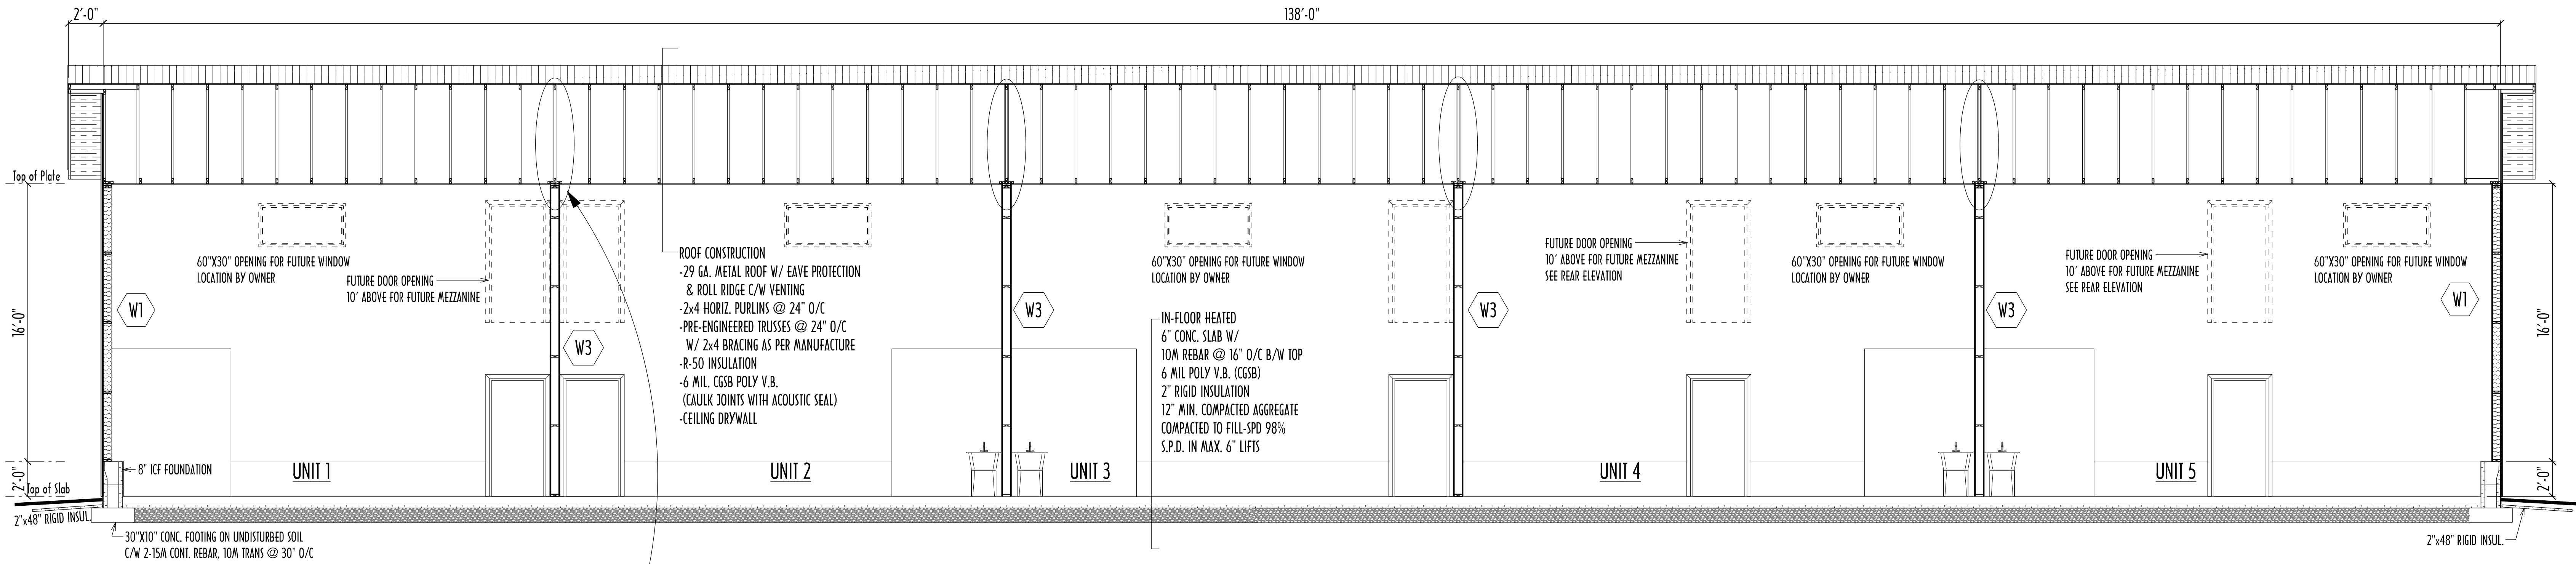 2'-0"
138'-0"
Top of Plate
16'-0"
2'-0"
Top of Slab
2"x48" RIGID INSUL.
60"X30" OPENING FOR FUTURE WINDOW
LOCATION BY OWNER
FUTURE DOOR OPENING
10' ABOVE FOR FUTURE MEZZANINE
W1
8" ICF FOUNDATION
UNIT 1
30"X10" CONC. FOOTING ON UNDISTURBED SOIL
C/W 2-15M CONT. REBAR, 10M TRANS @ 30" O/C
W3
ROOF CONSTRUCTION
-29 GA. METAL ROOF W/ EAVE PROTECTION
& ROLL RIDGE C/W VENTING
-2x4 HORIZ. PURLINS @ 24" O/C
-PRE-ENGINEERED TRUSSES @ 24" O/C
W/ 2x4 BRACING AS PER MANUFACTURE
-R-50 INSULATION
-6 MIL. CGSB POLY V.B.
(CAULK JOINTS WITH ACOUSTIC SEAL)
-CEILING DRYWALL
UNIT 2
W3
60"X30" OPENING FOR FUTURE WINDOW
LOCATION BY OWNER
IN-FLOOR HEATED
6" CONC. SLAB W/
10M REBAR @ 16" O/C B/W TOP
6 MIL POLY V.B. (CGSB)
2" RIGID INSULATION
12" MIN. COMPACTED AGGREGATE
COMPACTED TO FILL-SPD 98%
S.P.D. IN MAX. 6" LIFTS
UNIT 3
W3
FUTURE DOOR OPENING
10' ABOVE FOR FUTURE MEZZANINE
SEE REAR ELEVATION
60"X30" OPENING FOR FUTURE WINDOW
LOCATION BY OWNER
UNIT 4
W3
FUTURE DOOR OPENING
10' ABOVE FOR FUTURE MEZZANINE
SEE REAR ELEVATION
60"X30" OPENING FOR FUTURE WINDOW
LOCATION BY OWNER
W1
UNIT 5
16'-0"
2'-0"
2"x48" RIGID INSUL.